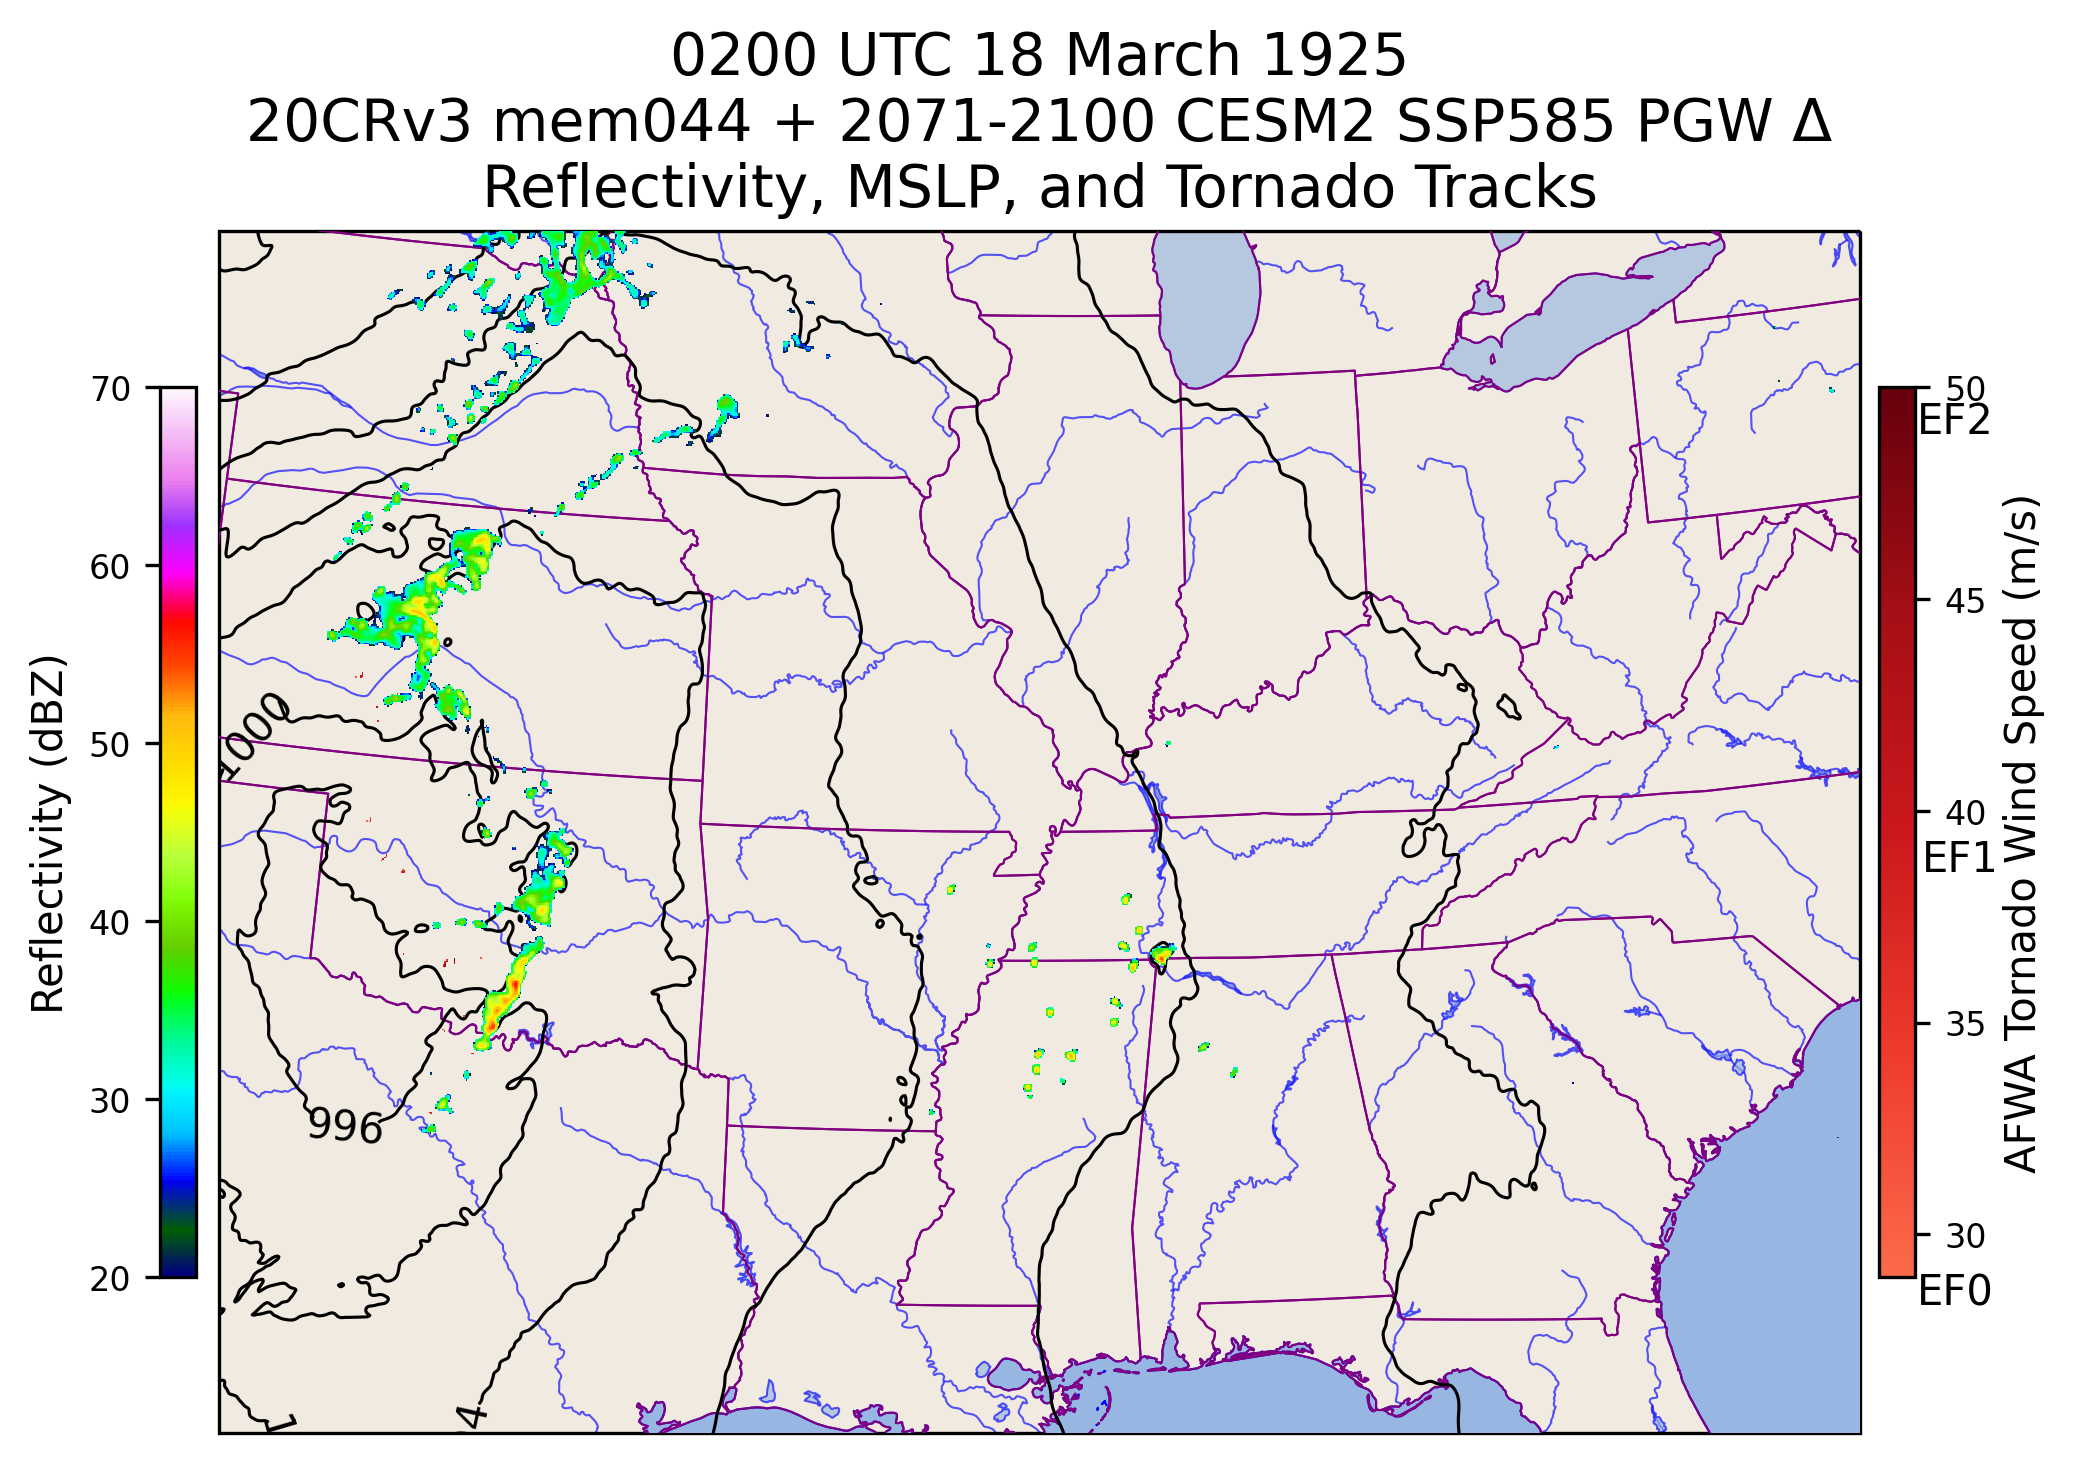 0200 UTC 18 March 1925
20CRv3 mem044 + 2071-2100 CESM2 SSP585 PGW Δ
Reflectivity, MSLP, and Tornado Tracks
70
60
50
40
30
20
Reflectivity (dBZ)
1000
996
4
1
50
EF2
45
40
EF1
35
30
EF0
AFWA Tornado Wind Speed (m/s)